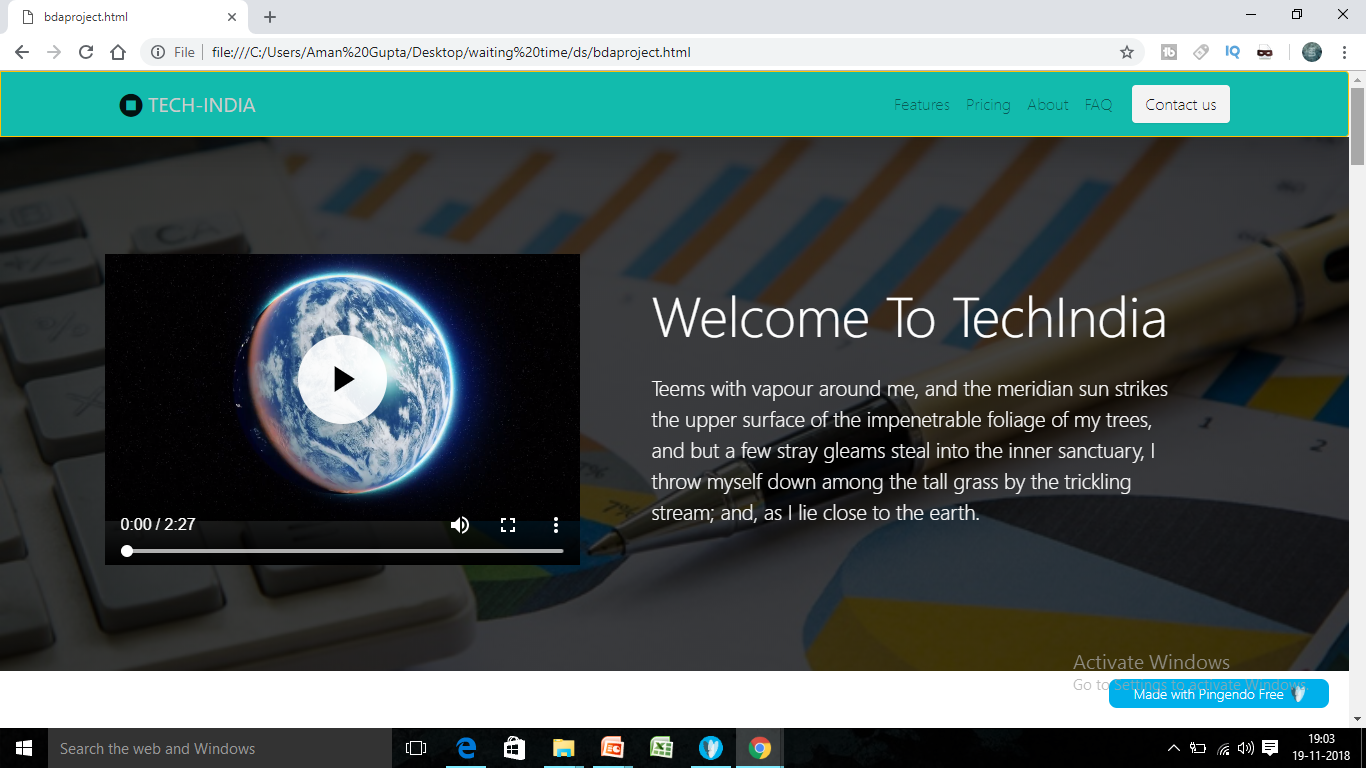 bdaproject.html
File
file:///C:/Users/Aman%20Gupta/Desktop/waiting%20time/ds/bdaproject.html
TECH-INDIA
Features
Pricing
About
FAQ
Contact us
CA
Welcome To TechIndia
Teems with vapour around me, and the meridian sun strikes
the upper surface of the impenetrable foliage of my trees,
and but a few stray gleams steal into the inner sanctuary, I
throw myself down among the tall grass by the trickling
stream; and, as I lie close to the earth.
0:00 / 2:27
7%
1
2
Activate Windows
Go to Settings to activate Windows.
Made with Pingendo Free
Search the web and Windows
19:03
19-11-2018